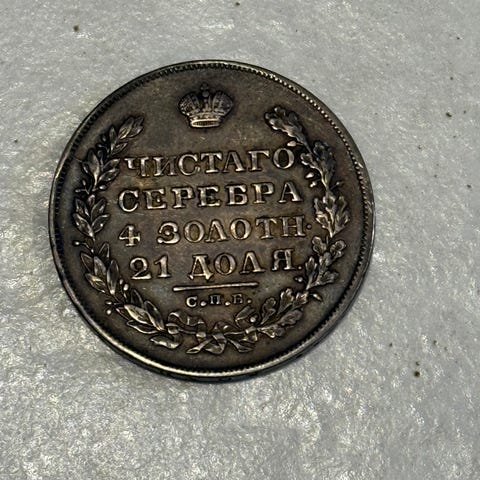 ЧИСТАГО
СЕРЕБРА
4 ЗОЛОТН.
21 ДОЛЯ.
С.П.Б.